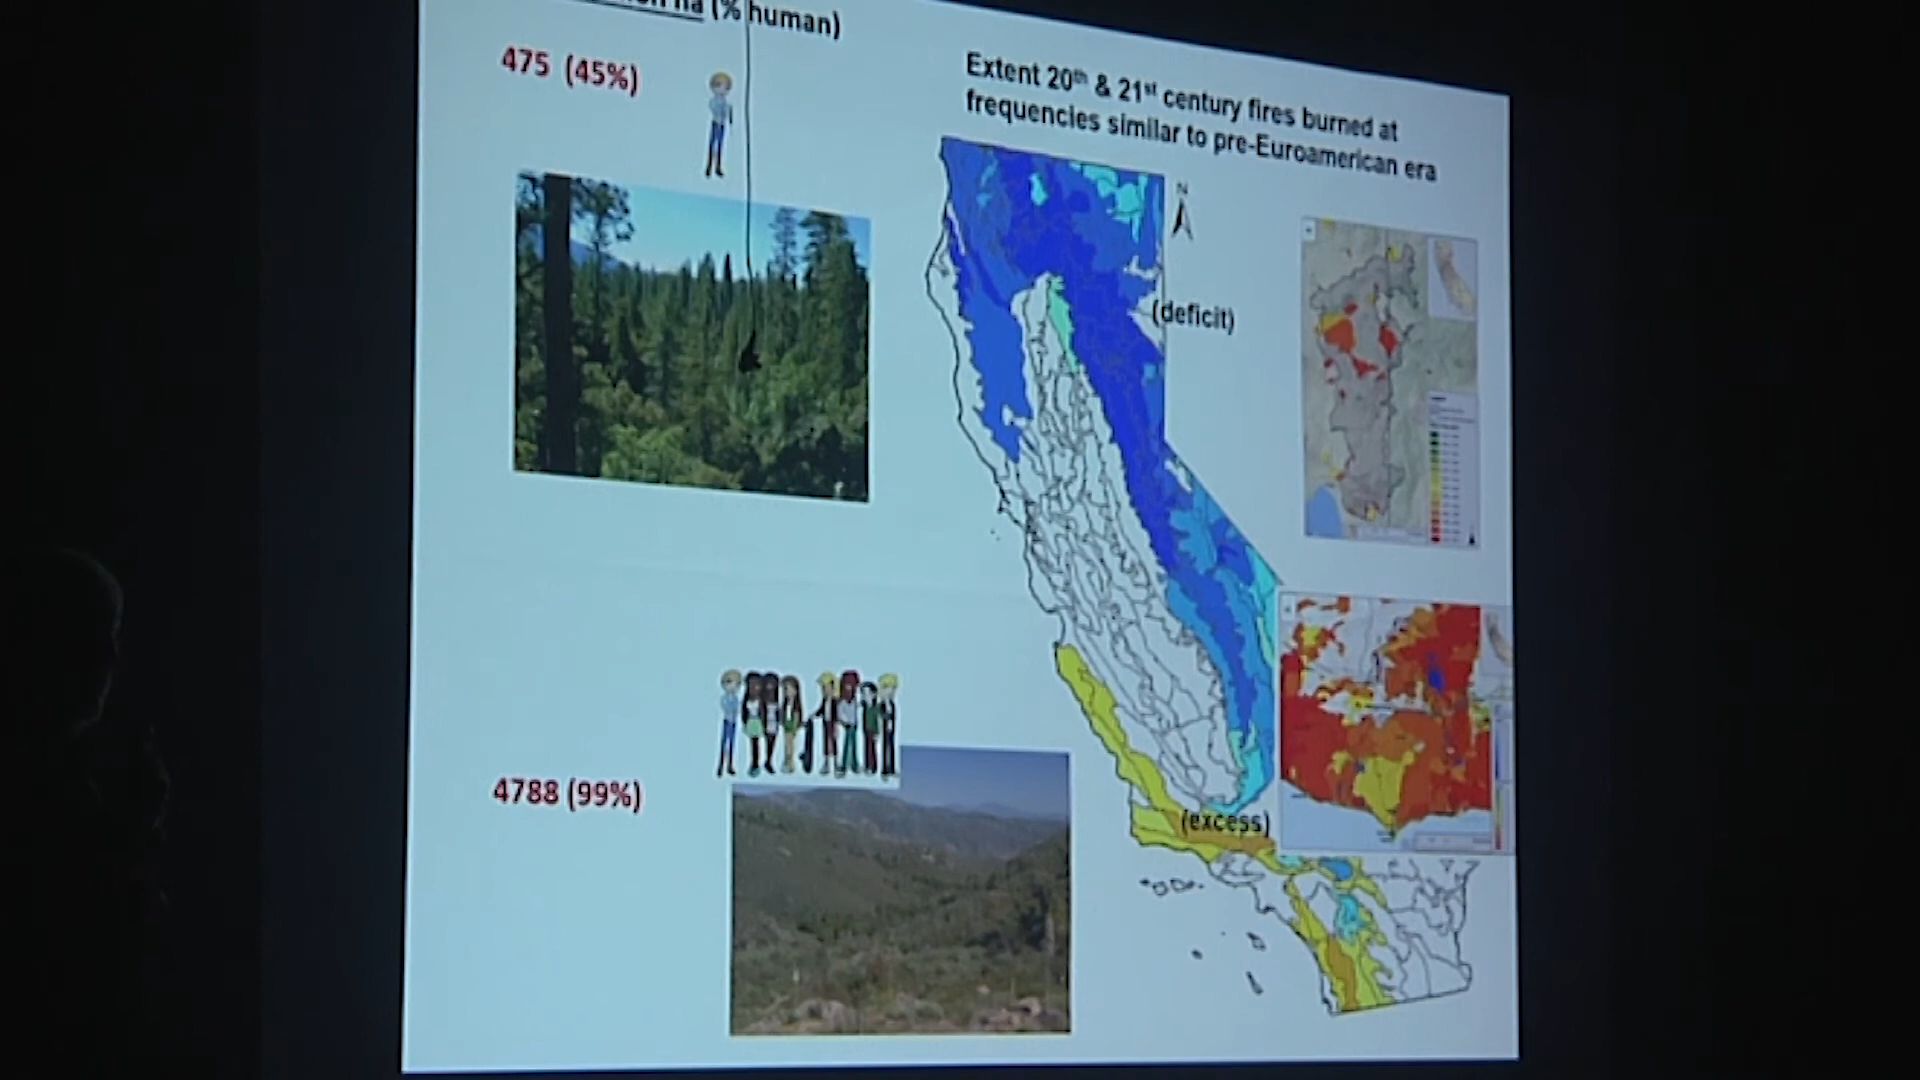 ha (% human)
475 (45%)
Extent 20th & 21st century fires burned at
frequencies similar to pre-Euroamerican era
N
(deficit)
4788 (99%)
(excess)